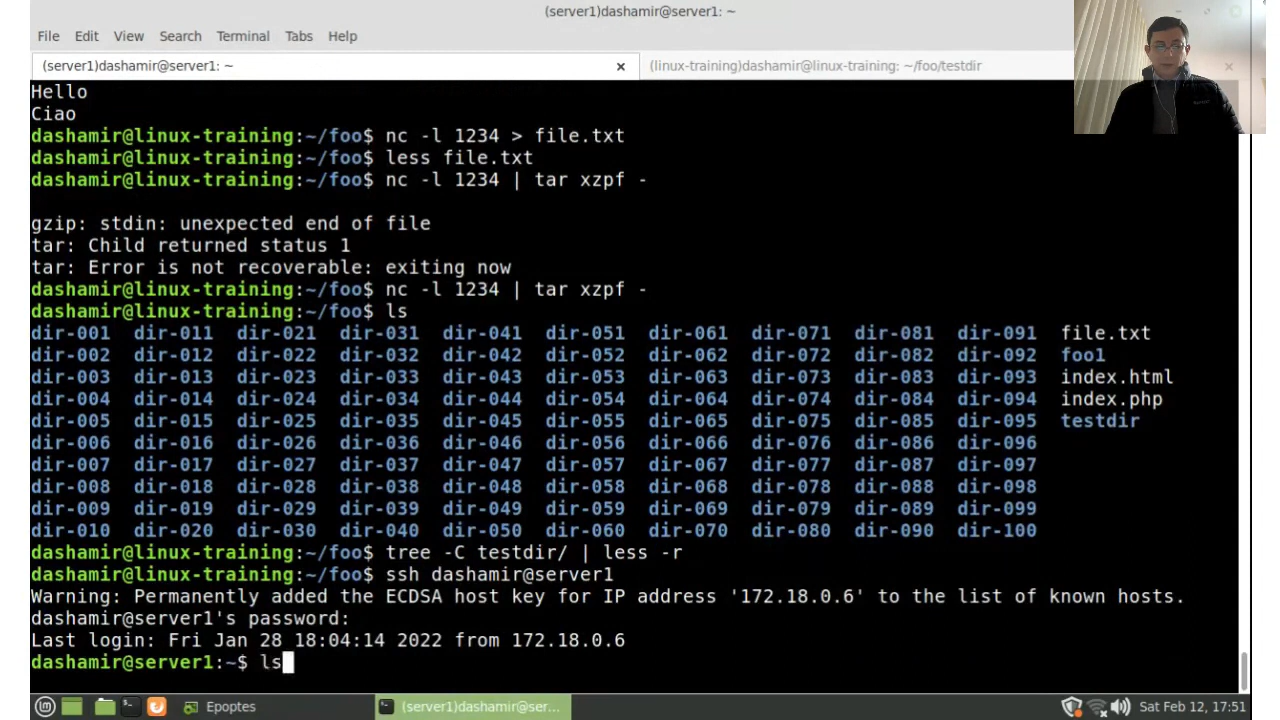 (server1)dashamir@server1: ~
File Edit View Search Terminal Tabs Help
(server1)dashamir@server1: ~ x (linux-training)dashamir@linux-training: ~/foo/testdir x
Hello
Ciao
dashamir@linux-training:~/foo$ nc -l 1234 > file.txt
dashamir@linux-training:~/foo$ less file.txt
dashamir@linux-training:~/foo$ nc -l 1234 | tar xzpf -
gzip: stdin: unexpected end of file
tar: Child returned status 1
tar: Error is not recoverable: exiting now
dashamir@linux-training:~/foo$ nc -l 1234 | tar xzpf -
dashamir@linux-training:~/foo$ ls
dir-001 dir-011 dir-021 dir-031 dir-041 dir-051 dir-061 dir-071 dir-081 dir-091 file.txt
dir-002 dir-012 dir-022 dir-032 dir-042 dir-052 dir-062 dir-072 dir-082 dir-092 foo1
dir-003 dir-013 dir-023 dir-033 dir-043 dir-053 dir-063 dir-073 dir-083 dir-093 index.html
dir-004 dir-014 dir-024 dir-034 dir-044 dir-054 dir-064 dir-074 dir-084 dir-094 index.php
dir-005 dir-015 dir-025 dir-035 dir-045 dir-055 dir-065 dir-075 dir-085 dir-095 testdir
dir-006 dir-016 dir-026 dir-036 dir-046 dir-056 dir-066 dir-076 dir-086 dir-096
dir-007 dir-017 dir-027 dir-037 dir-047 dir-057 dir-067 dir-077 dir-087 dir-097
dir-008 dir-018 dir-028 dir-038 dir-048 dir-058 dir-068 dir-078 dir-088 dir-098
dir-009 dir-019 dir-029 dir-039 dir-049 dir-059 dir-069 dir-079 dir-089 dir-099
dir-010 dir-020 dir-030 dir-040 dir-050 dir-060 dir-070 dir-080 dir-090 dir-100
dashamir@linux-training:~/foo$ tree -C testdir/ | less -r
dashamir@linux-training:~/foo$ ssh dashamir@server1
Warning: Permanently added the ECDSA host key for IP address '172.18.0.6' to the list of known hosts.
dashamir@server1's password:
Last login: Fri Jan 28 18:04:14 2022 from 172.18.0.6
dashamir@server1:~$ ls
Epoptes (server1)dashamir@ser... Sat Feb 12, 17:51